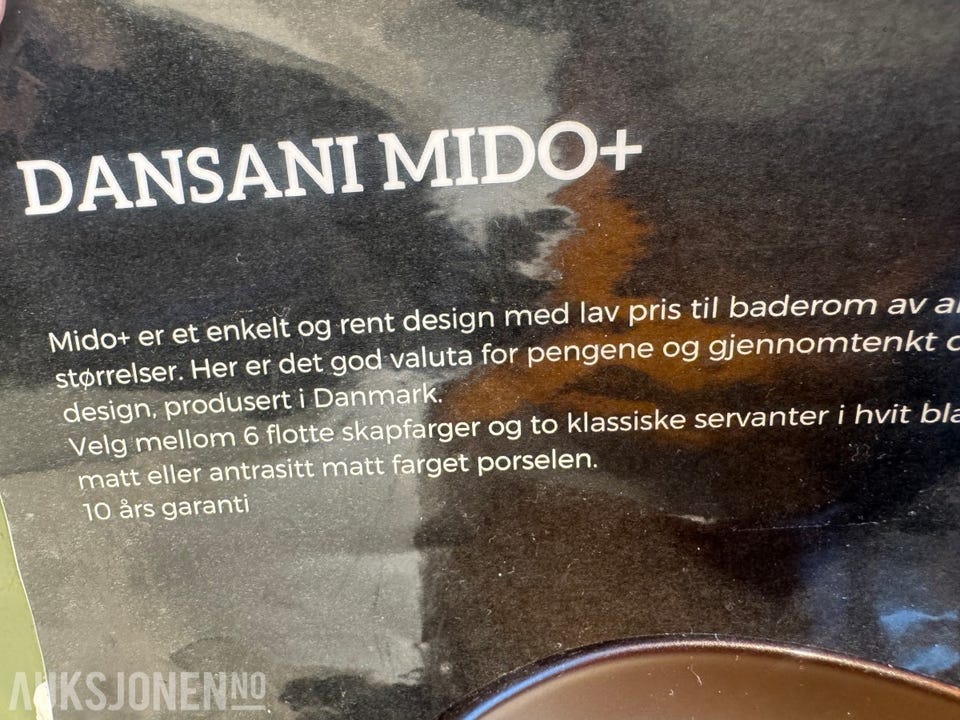 DANSANI MIDO+
Mido+ er et enkelt og rent design med lav pris til baderom av
størrelser. Her er det god valuta for pengene og gjennomtenkt
design, produsert i Danmark.
Velg mellom 6 flotte skapfarger og to klassiske servanter i hvit
matt eller antrasitt matt farget porselen.
10 års garanti
AUKSJONEN.NO